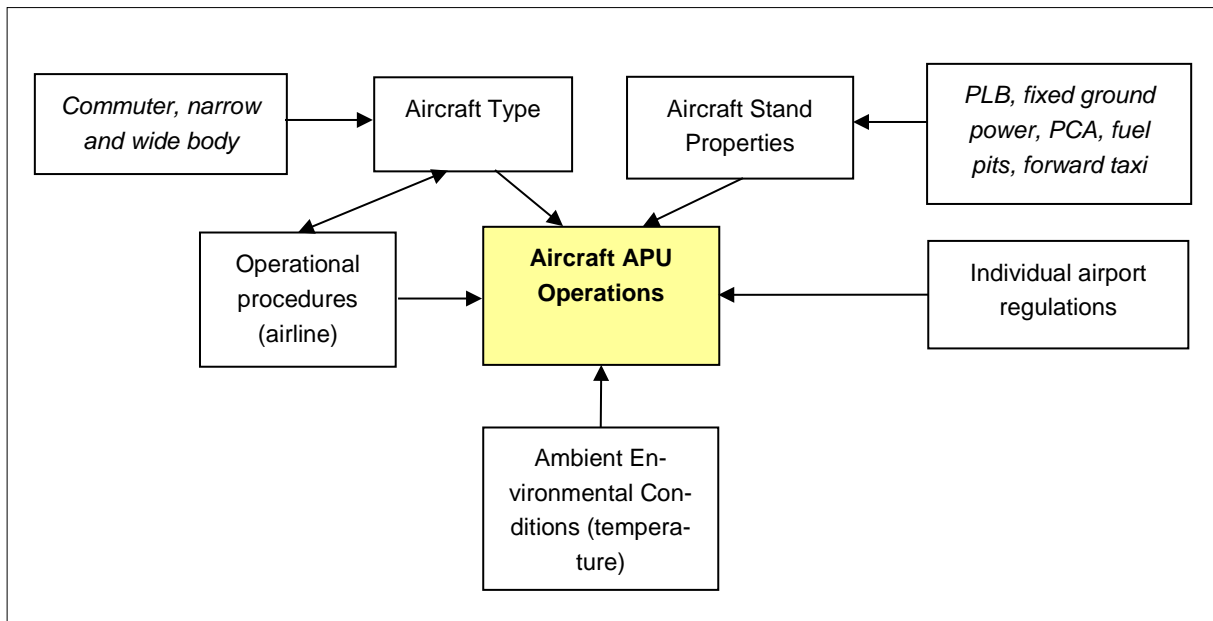 Commuter, narrow
and wide body
Aircraft Type
Aircraft Stand
Properties
PLB, fixed ground
power, PCA, fuel
pits, forward taxi
Operational
procedures
(airline)
Aircraft APU
Operations
Individual airport
regulations
Ambient En-
vironmental Con-
ditions (tempera-
ture)